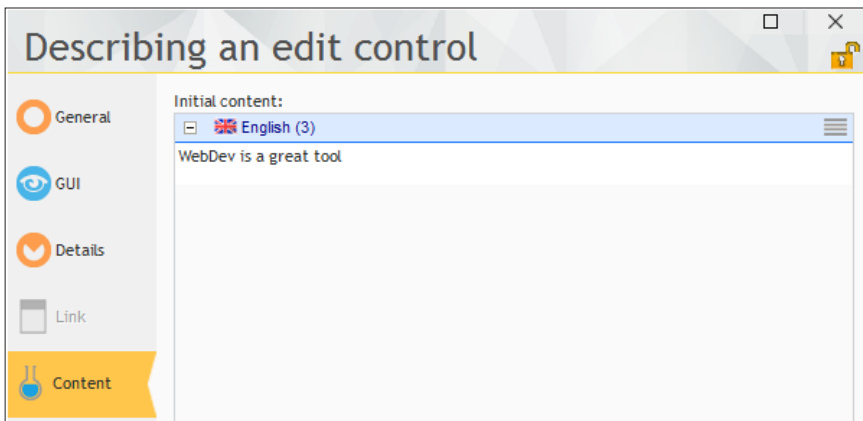 Describing an edit control
General
GUI
Details
Link
Content
Initial content:
English (3)
WebDev is a great tool